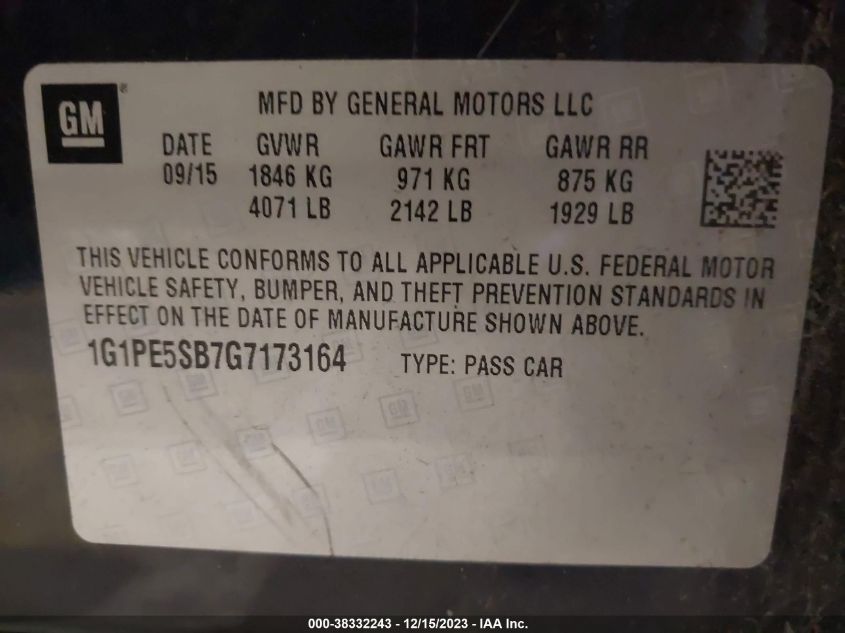 GM
MFD BY GENERAL MOTORS LLC
DATE GVWR GAWR FRT GAWR RR
09/15 1846 KG 971 KG 875 KG
4071 LB 2142 LB 1929 LB
THIS VEHICLE CONFORMS TO ALL APPLICABLE U.S. FEDERAL MOTOR
VEHICLE SAFETY, BUMPER, AND THEFT PREVENTION STANDARDS IN
EFFECT ON THE DATE OF MANUFACTURE SHOWN ABOVE.
1G1PE5SB7G7173164 TYPE: PASS CAR
000-38332243 - 12/15/2023 - IAA Inc.